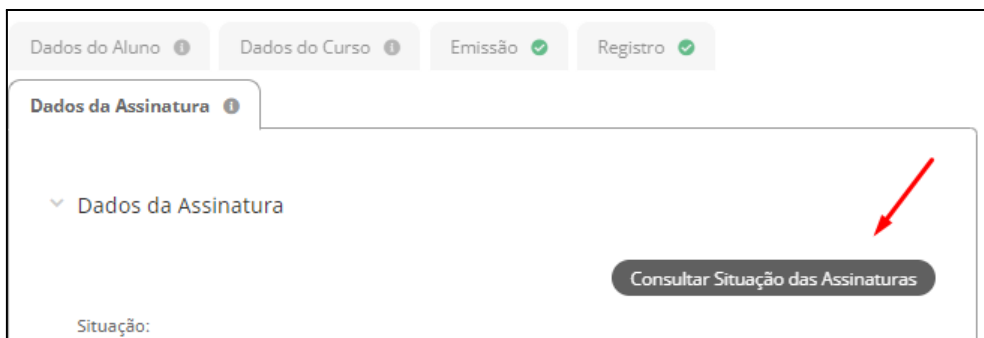 Dados do Aluno
Dados do Curso
Emissão
Registro
Dados da Assinatura
Dados da Assinatura
Consultar Situação das Assinaturas
Situação: